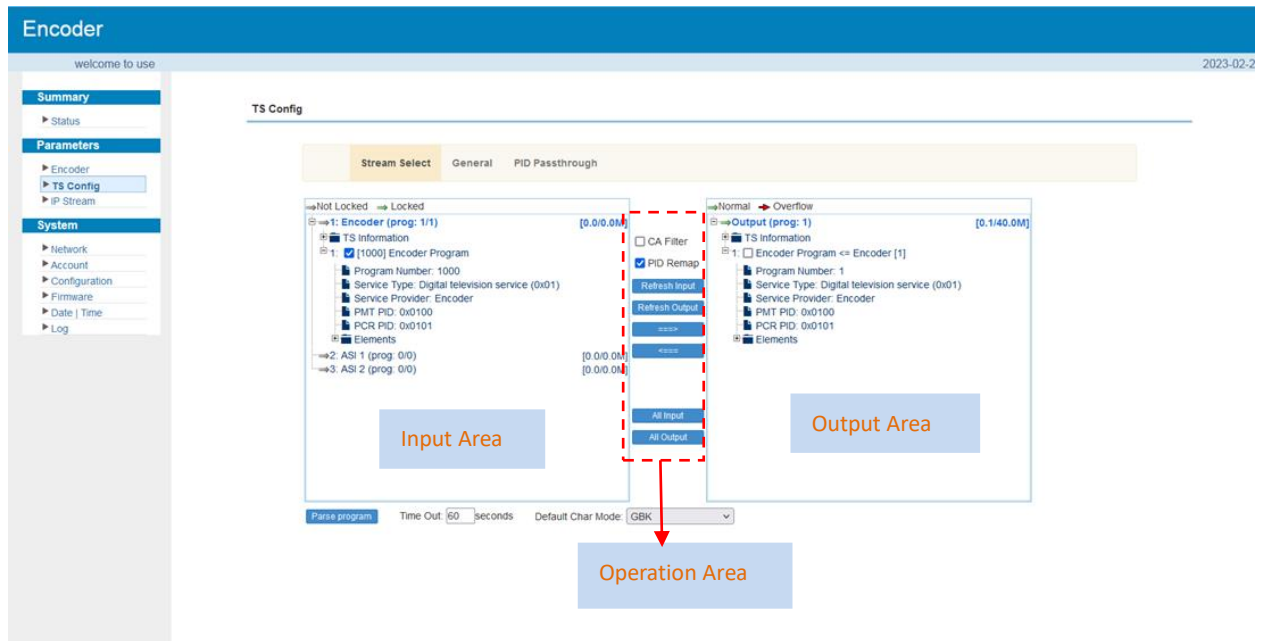 Encoder
welcome to use
2023-02-2
Summary
Status
Parameters
Encoder
TS Config
IP Stream
System
Network
Account
Configuration
Firmware
Date | Time
Log
TS Config
Stream Select General PID Passthrough
Not Locked Locked
1: Encoder (prog: 1/1) [0.0/0.0M]
TS Information
1: [1000] Encoder Program
Program Number: 1000
Service Type: Digital television service (0x01)
Service Provider: Encoder
PMT PID: 0x0100
PCR PID: 0x0101
Elements
2: ASI 1 (prog: 0/0) [0.0/0.0M]
3: ASI 2 (prog: 0/0) [0.0/0.0M]
Input Area
CA Filter
PID Remap
Refresh Input
Refresh Output
===>
<===
All Input
All Output
Normal Overflow
Output (prog: 1) [0.1/40.0M]
TS Information
1: Encoder Program <= Encoder [1]
Program Number: 1
Service Type: Digital television service (0x01)
Service Provider: Encoder
PMT PID: 0x0100
PCR PID: 0x0101
Elements
Output Area
Parse program Time Out: 60 seconds Default Char Mode: GBK
Operation Area